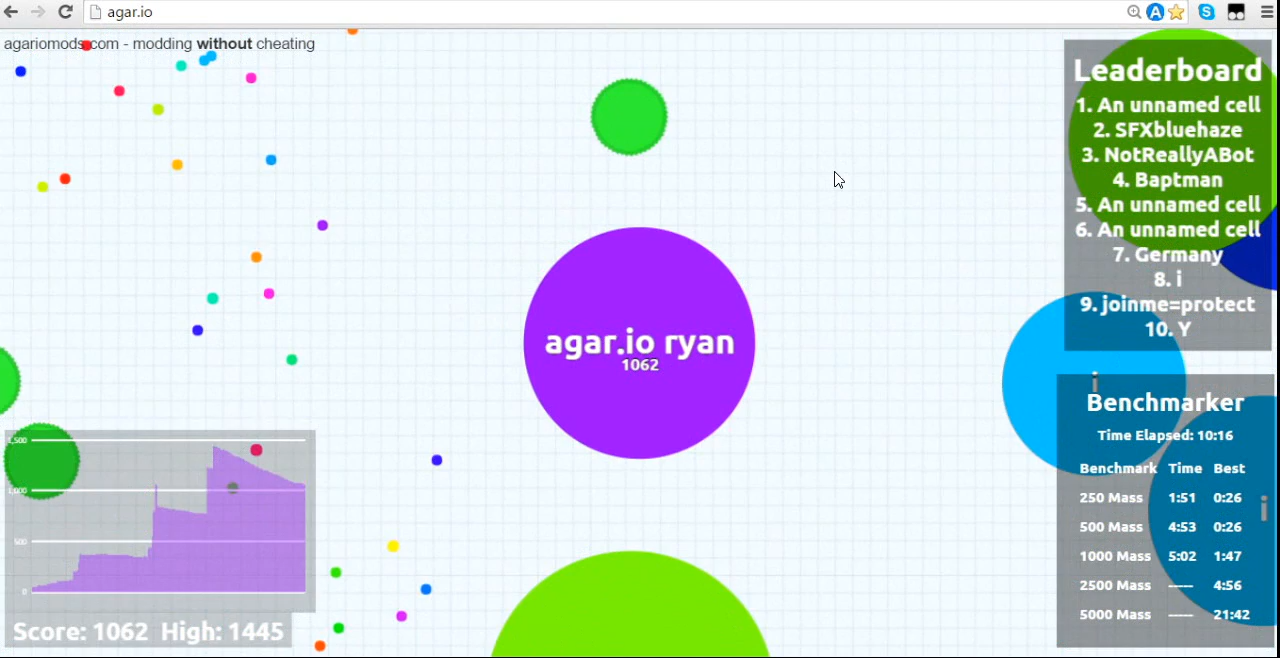 agar.io
agariomods.com - modding without cheating
Leaderboard
1. An unnamed cell
2. SFXbluehaze
3. NotReallyABot
4. Baptman
5. An unnamed cell
6. An unnamed cell
7. Germany
8. i
9. joinme=protect
10. Y
agar.io ryan
1062
i
Benchmarker
Time Elapsed: 10:16
Benchmark Time Best
250 Mass 1:51 0:26
i
500 Mass 4:53 0:26
1000 Mass 5:02 1:47
2500 Mass ----- 4:56
5000 Mass ----- 21:42
1,500
1,000
500
0
Score: 1062 High: 1445